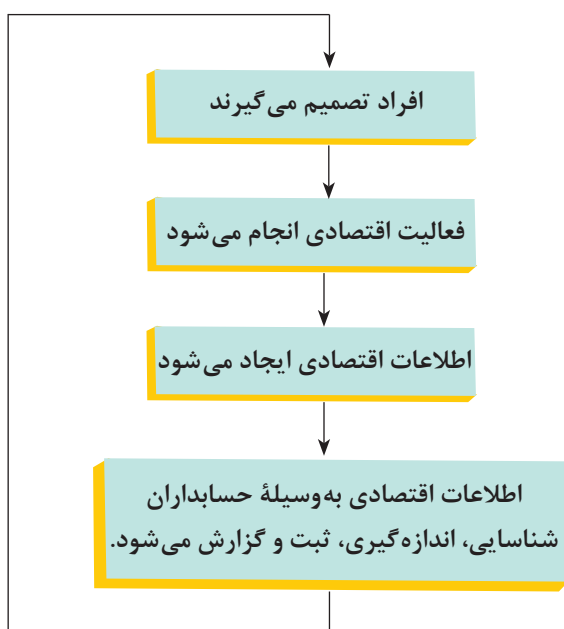 افراد تصمیم می‌گیرند
فعالیت اقتصادی انجام می‌شود
اطلاعات اقتصادی ایجاد می‌شود
اطلاعات اقتصادی به‌وسیلهٔ حسابداران
شناسایی، اندازه‌گیری، ثبت و گزارش می‌شود.